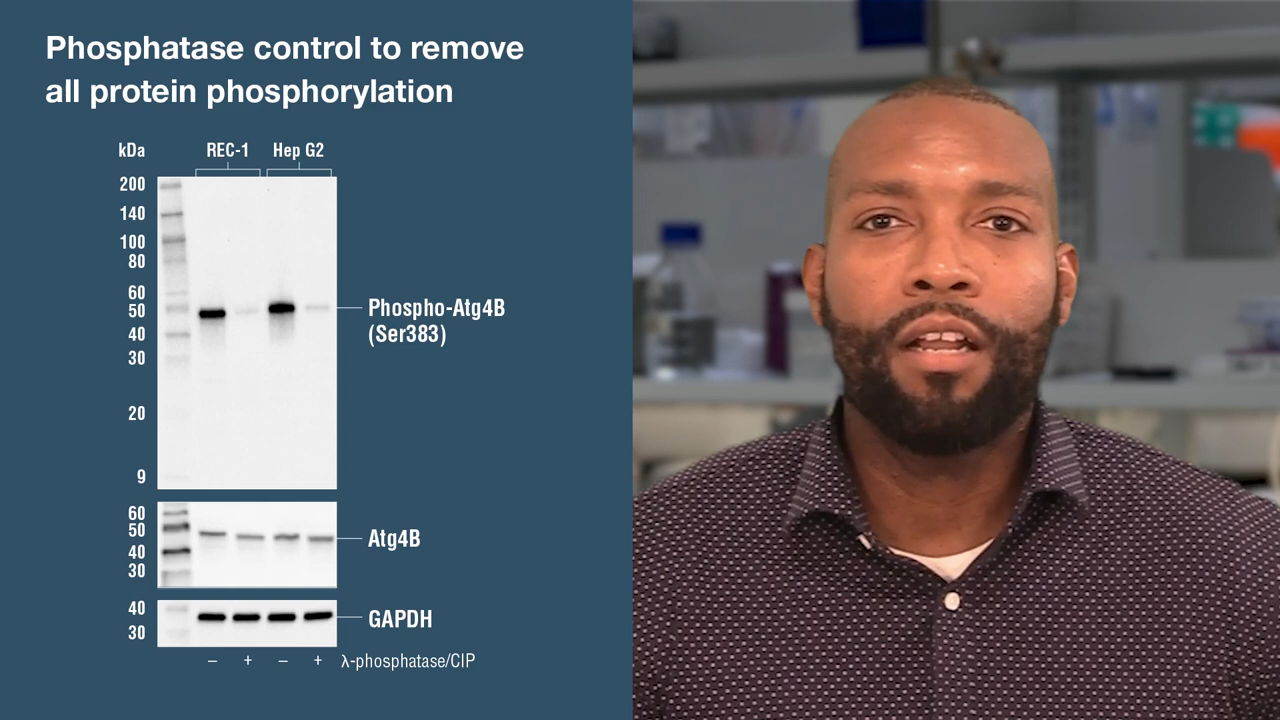 Phosphatase control to remove
all protein phosphorylation
kDa
REC-1
Hep G2
200
140
100
80
60
50
40
30
20
9
Phospho-Atg4B
(Ser383)
60
50
40
30
Atg4B
40
30
GAPDH
– + – + λ-phosphatase/CIP